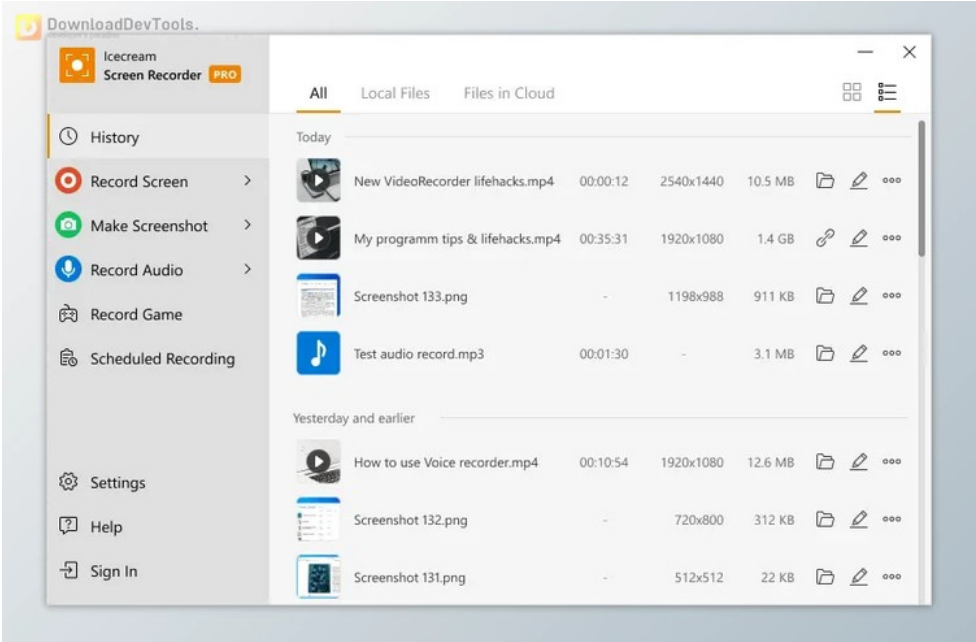 DownloadDevTools.
Icecream
Screen Recorder PRO
All Local Files Files in Cloud
History
Record Screen
Make Screenshot
Record Audio
Record Game
Scheduled Recording
Settings
Help
Sign In
Today
New VideoRecorder lifehacks.mp4 00:00:12 2540x1440 10.5 MB
My programm tips & lifehacks.mp4 00:35:31 1920x1080 1.4 GB
Screenshot 133.png - 1198x988 911 KB
Test audio record.mp3 00:01:30 - 3.1 MB
Yesterday and earlier
How to use Voice recorder.mp4 00:10:54 1920x1080 12.6 MB
Screenshot 132.png - 720x800 312 KB
Screenshot 131.png - 512x512 22 KB